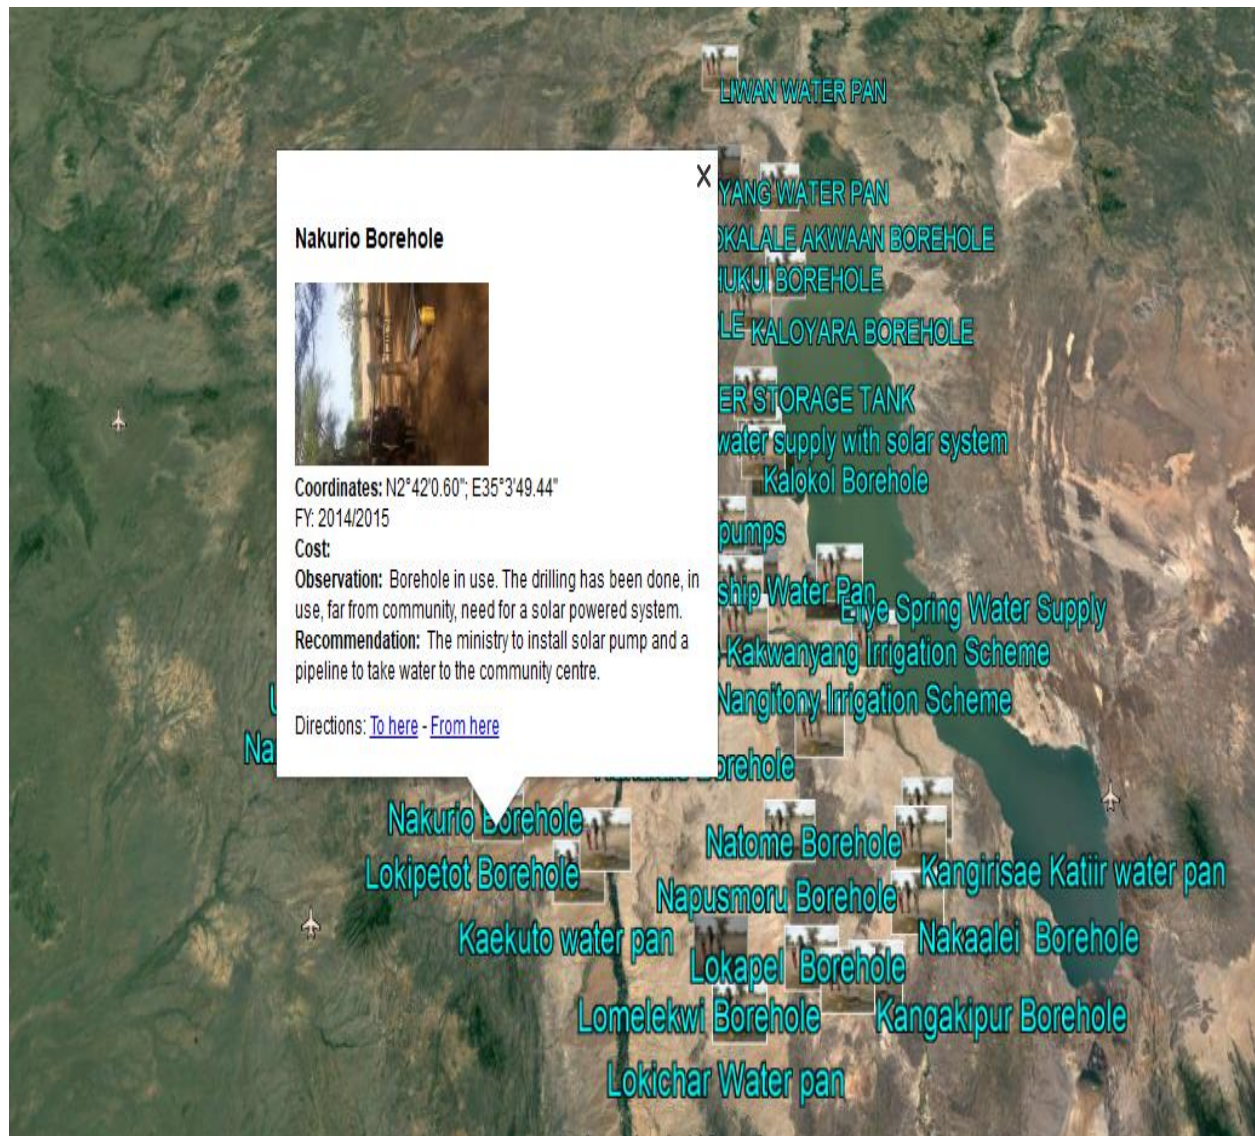 LIWAN WATER PAN
X
YANG WATER PAN
Nakurio Borehole
OKALALE AKWAAN BOREHOLE
HUKUI BOREHOLE
LE KALOYARA BOREHOLE
ER STORAGE TANK
water supply with solar system
Kalokol Borehole
Coordinates: N2°42'0.60"; E35°3'49.44"
FY: 2014/2015
Cost:
Observation: Borehole in use. The drilling has been done, in
use, far from community, need for a solar powered system.
Recommendation: The ministry to install solar pump and a
pipeline to take water to the community centre.
Directions: To here - From here
pumps
ship Water Pan
Eliye Spring Water Supply
Kakwanyang Irrigation Scheme
Nangitony Irrigation Scheme
Na
Borehole
Nakurio Borehole
Natome Borehole
Lokipetot Borehole
Kangirisae Katiir water pan
Napusmoru Borehole
Kaekuto water pan
Nakaalei Borehole
Lokapel Borehole
Lomelekwi Borehole
Kangakipur Borehole
Lokichar Water pan